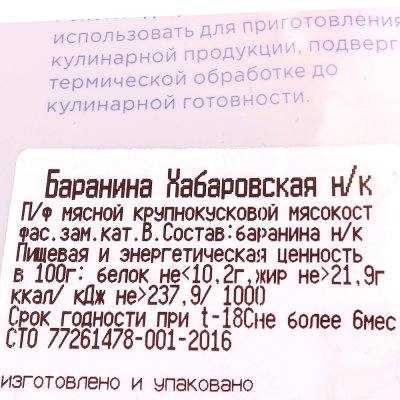 использовать для приготовления
кулинарной продукции, подверг
термической обработке до
кулинарной готовности.
Баранина Хабаровская н/к
П/ф мясной крупнокусковой мясокост
фас.зам.кат.В.Состав:баранина н/к
Пищевая и энергетическая ценность
в 100г: белок не<10,2г,жир не>21,9г
ккал/ кДж не>237,9/ 1000
Срок годности при t-18Сне более 6мес
СТО 77261478-001-2016
изготовлено и упаковано